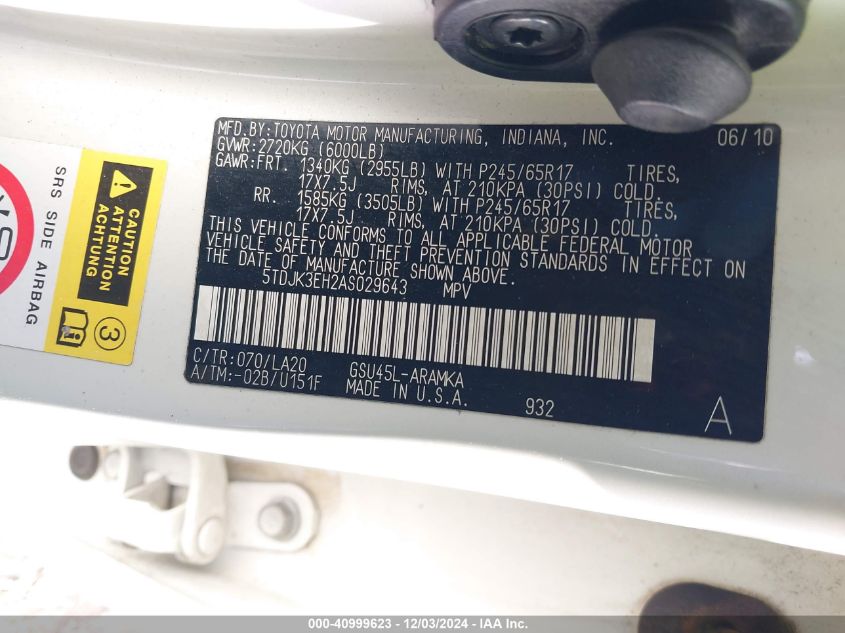 MFD.BY:TOYOTA MOTOR MANUFACTURING, INDIANA, INC. 06/10
GVWR:2720KG (6000LB)
GAWR:FRT. 1340KG (2955LB) WITH P245/65R17 TIRES,
17X7.5J RIMS, AT 210KPA (30PSI) COLD.
RR. 1585KG (3505LB) WITH P245/65R17 TIRES,
17X7.5J RIMS, AT 210KPA (30PSI) COLD.
THIS VEHICLE CONFORMS TO ALL APPLICABLE FEDERAL MOTOR
VEHICLE SAFETY AND THEFT PREVENTION STANDARDS IN EFFECT ON
THE DATE OF MANUFACTURE SHOWN ABOVE.
5TDJK3EH2AS029643 MPV
C/TR:070/LA20 GSU45L-ARAMKA
A/TM:-02B/U151F MADE IN U.S.A.
932 A
SRS SIDE AIRBAG
CAUTION
ATTENTION
ACHTUNG
3
000-40999623 - 12/03/2024 - IAA Inc.